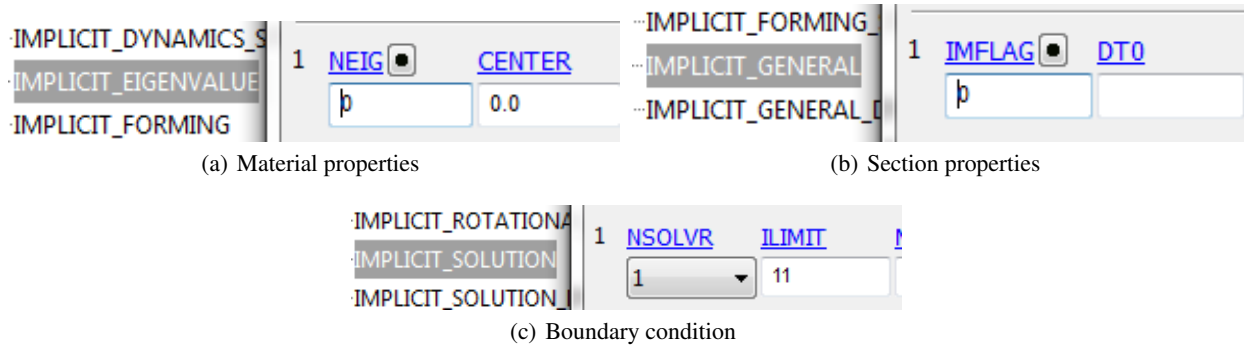 IMPLICIT_DYNAMICS_S
IMPLICIT_EIGENVALUE
IMPLICIT_FORMING
1 NEIG CENTER
0 0.0
(a) Material properties
IMPLICIT_FORMING_
IMPLICIT_GENERAL
IMPLICIT_GENERAL_D
1 IMFLAG DT0
0
(b) Section properties
IMPLICIT_ROTATIONA
IMPLICIT_SOLUTION
IMPLICIT_SOLUTION_
1 NSOLVR ILIMIT
1 11
(c) Boundary condition